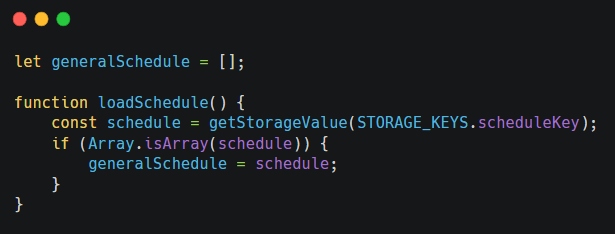 let generalSchedule = [];
function loadSchedule() {
    const schedule = getStorageValue(STORAGE_KEYS.scheduleKey);
    if (Array.isArray(schedule)) {
        generalSchedule = schedule;
    }
}